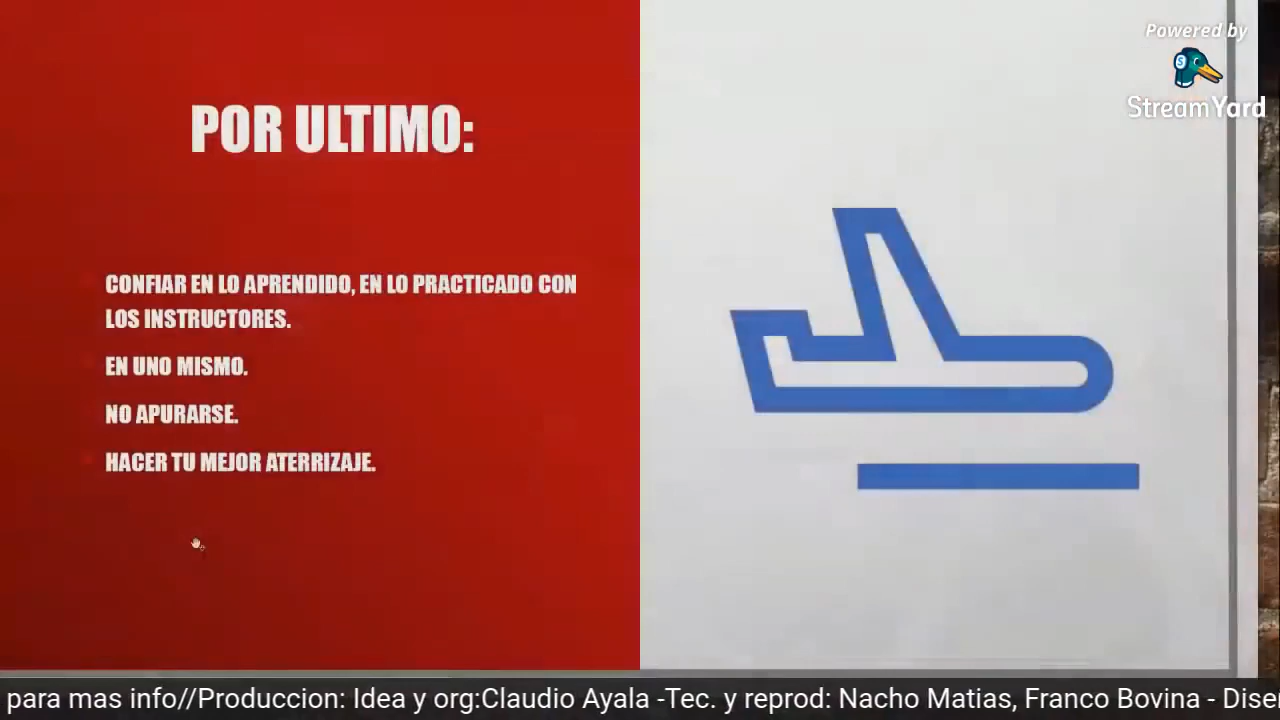 Powered by
StreamYard
POR ULTIMO:
CONFIAR EN LO APRENDIDO, EN LO PRACTICADO CON
LOS INSTRUCTORES.
EN UNO MISMO.
NO APURARSE.
HACER TU MEJOR ATERRIZAJE.
para mas info//Produccion: Idea y org:Claudio Ayala -Tec. y reprod: Nacho Matias, Franco Bovina -